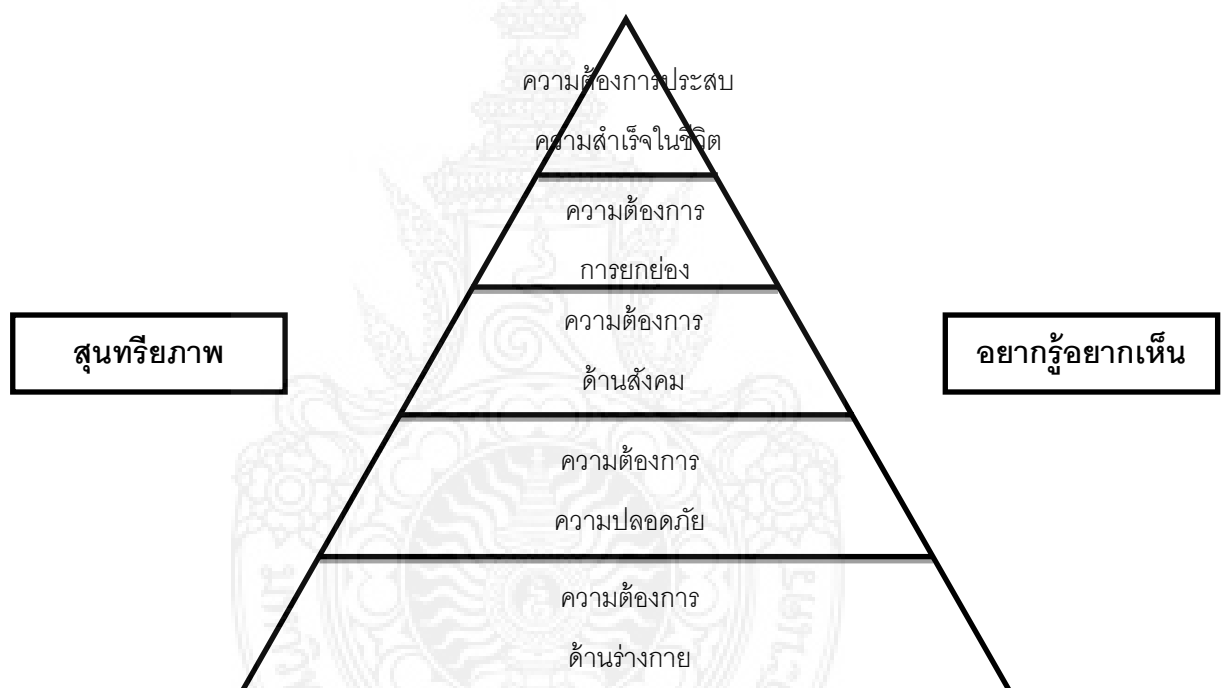 ความต้องการประสบ
ความสำเร็จในชีวิต
ความต้องการ
การยกย่อง
ความต้องการ
ด้านสังคม
สุนทรียภาพ
อยากรู้อยากเห็น
ความต้องการ
ความปลอดภัย
ความต้องการ
ด้านร่างกาย